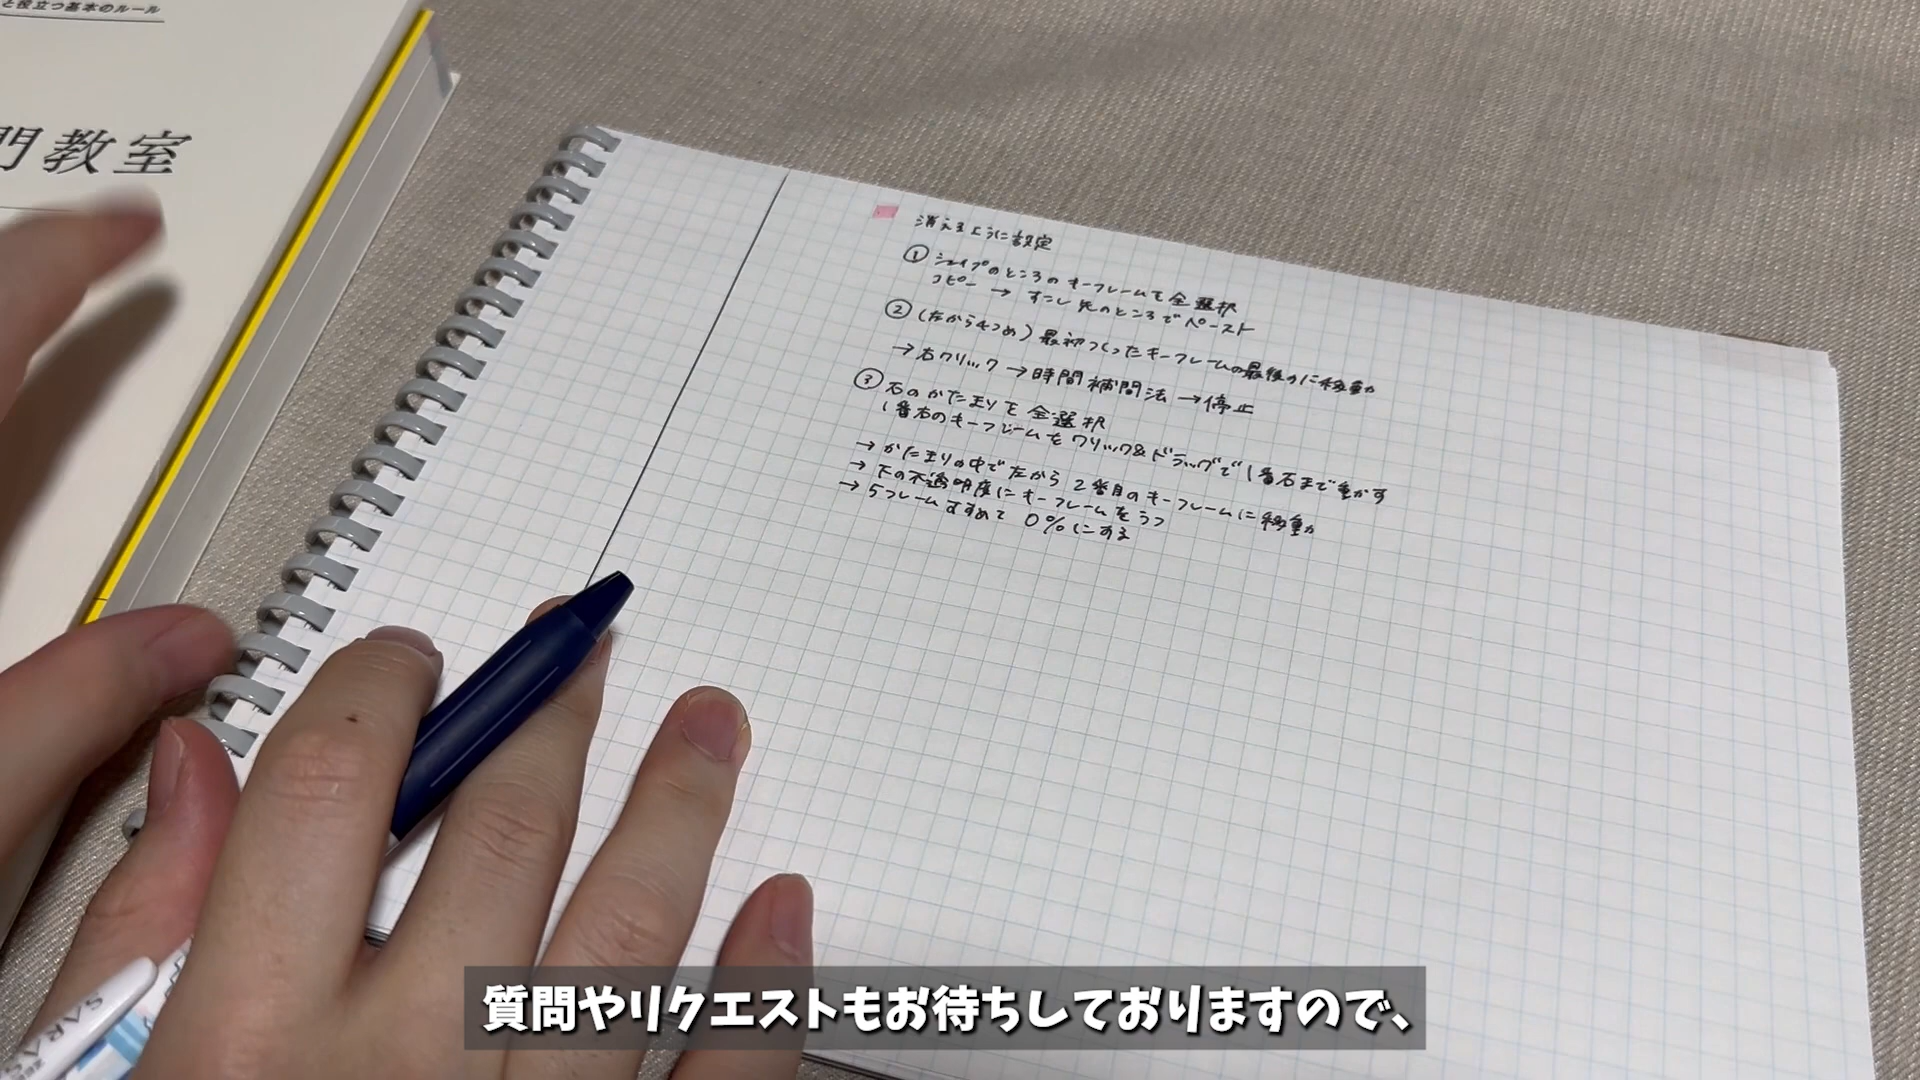 と役立つ基本のルール
門教室
消えるように設定
① シェイプのところのキーフレームを全選択
コピー → すこし先のところでペースト
② (左から4つめ) 最初つくったキーフレームの最後のに移動
→ 右クリック → 時間補間法 → 停止
③ 右のかたまりを全選択
1番右のキーフレームをクリック&ドラッグで1番右まで動かす
→ かたまりの中で左から2番目のキーフレームに移動
→ 下の不透明度にキーフレームをうつ
→ 5フレームすすめて0%にする
SARAS
質問やリクエストもお待ちしておりますので、